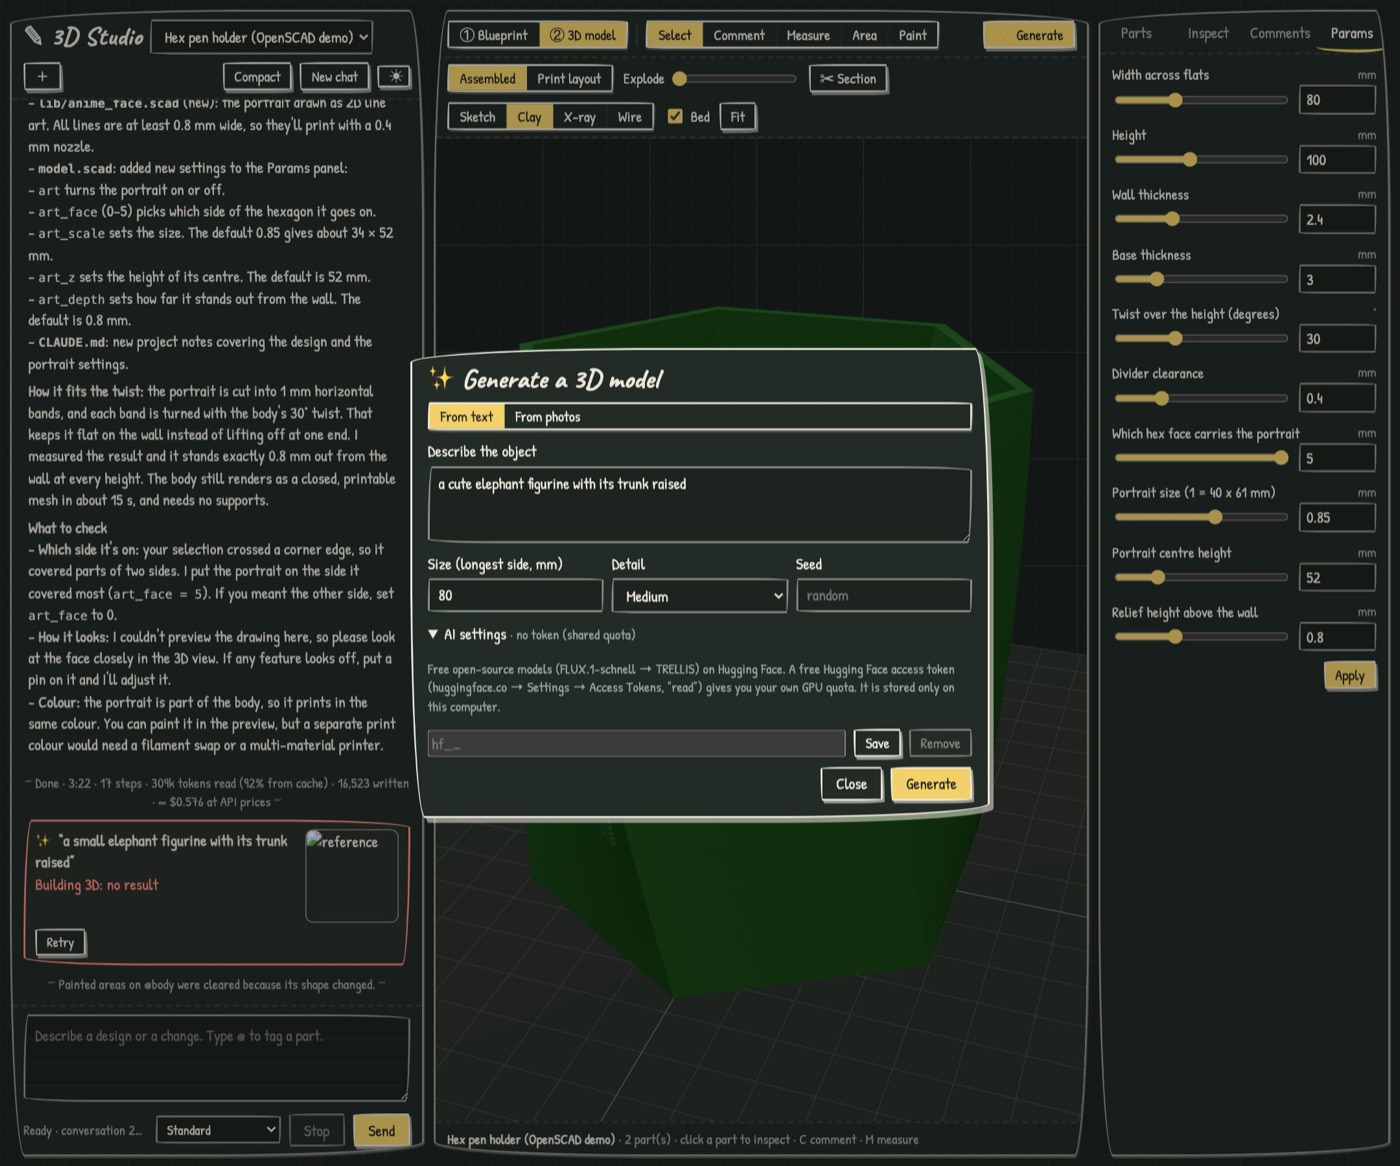 3D Studio
Hex pen holder (OpenSCAD demo)
+
Compact
New chat
- lib/anime_face.scad (new): the portrait drawn as 2D line
art. All lines are at least 0.8 mm wide, so they'll print with a 0.4
mm nozzle.
- model.scad: added new settings to the Params panel:
- art turns the portrait on or off.
- art_face (0-5) picks which side of the hexagon it goes on.
- art_scale sets the size. The default 0.85 gives about 34 × 52
mm.
- art_z sets the height of its centre. The default is 52 mm.
- art_depth sets how far it stands out from the wall. The
default is 0.8 mm.
- CLAUDE.md: new project notes covering the design and the
portrait settings.
How it fits the twist: the portrait is cut into 1 mm horizontal
bands, and each band is turned with the body's 30° twist. That
keeps it flat on the wall instead of lifting off at one end. I
measured the result and it stands exactly 0.8 mm out from the
wall at every height. The body still renders as a closed, printable
mesh in about 15 s, and needs no supports.
What to check
- Which side it's on: your selection crossed a corner edge, so it
covered parts of two sides. I put the portrait on the side it
covered most (art_face = 5). If you meant the other side, set
art_face to 0.
- How it looks: I couldn't preview the drawing here, so please look
at the face closely in the 3D view. If any feature looks off, put a
pin on it and I'll adjust it.
- Colour: the portrait is part of the body, so it prints in the
same colour. You can paint it in the preview, but a separate print
colour would need a filament swap or a multi-material printer.
~ Done · 3:22 · 17 steps · 309k tokens read (92% from cache) · 16,523 written
· ≈ $0.576 at API prices ~
✨ "a small elephant figurine with its trunk
raised"
Building 3D: no result
reference
Retry
~ Painted areas on @body were cleared because its shape changed. ~
Describe a design or a change. Type @ to tag a part.
Ready · conversation 2…
Standard
Stop
Send
① Blueprint
② 3D model
Select
Comment
Measure
Area
Paint
Generate
Assembled
Print layout
Explode
✂ Section
Sketch
Clay
X-ray
Wire
Bed
Fit
✨ Generate a 3D model
From text
From photos
Describe the object
a cute elephant figurine with its trunk raised
Size (longest side, mm)
Detail
Seed
80
Medium
random
▼ AI settings · no token (shared quota)
Free open-source models (FLUX.1-schnell → TRELLIS) on Hugging Face. A free Hugging Face access token
(huggingface.co → Settings → Access Tokens, "read") gives you your own GPU quota. It is stored only on
this computer.
hf_…
Save
Remove
Close
Generate
Hex pen holder (OpenSCAD demo) · 2 part(s) · click a part to inspect · C comment · M measure
Parts
Inspect
Comments
Params
Width across flats mm
80
Height mm
100
Wall thickness mm
2.4
Base thickness mm
3
Twist over the height (degrees) °
30
Divider clearance mm
0.4
Which hex face carries the portrait mm
5
Portrait size (1 = 40 x 61 mm) mm
0.85
Portrait centre height mm
52
Relief height above the wall mm
0.8
Apply